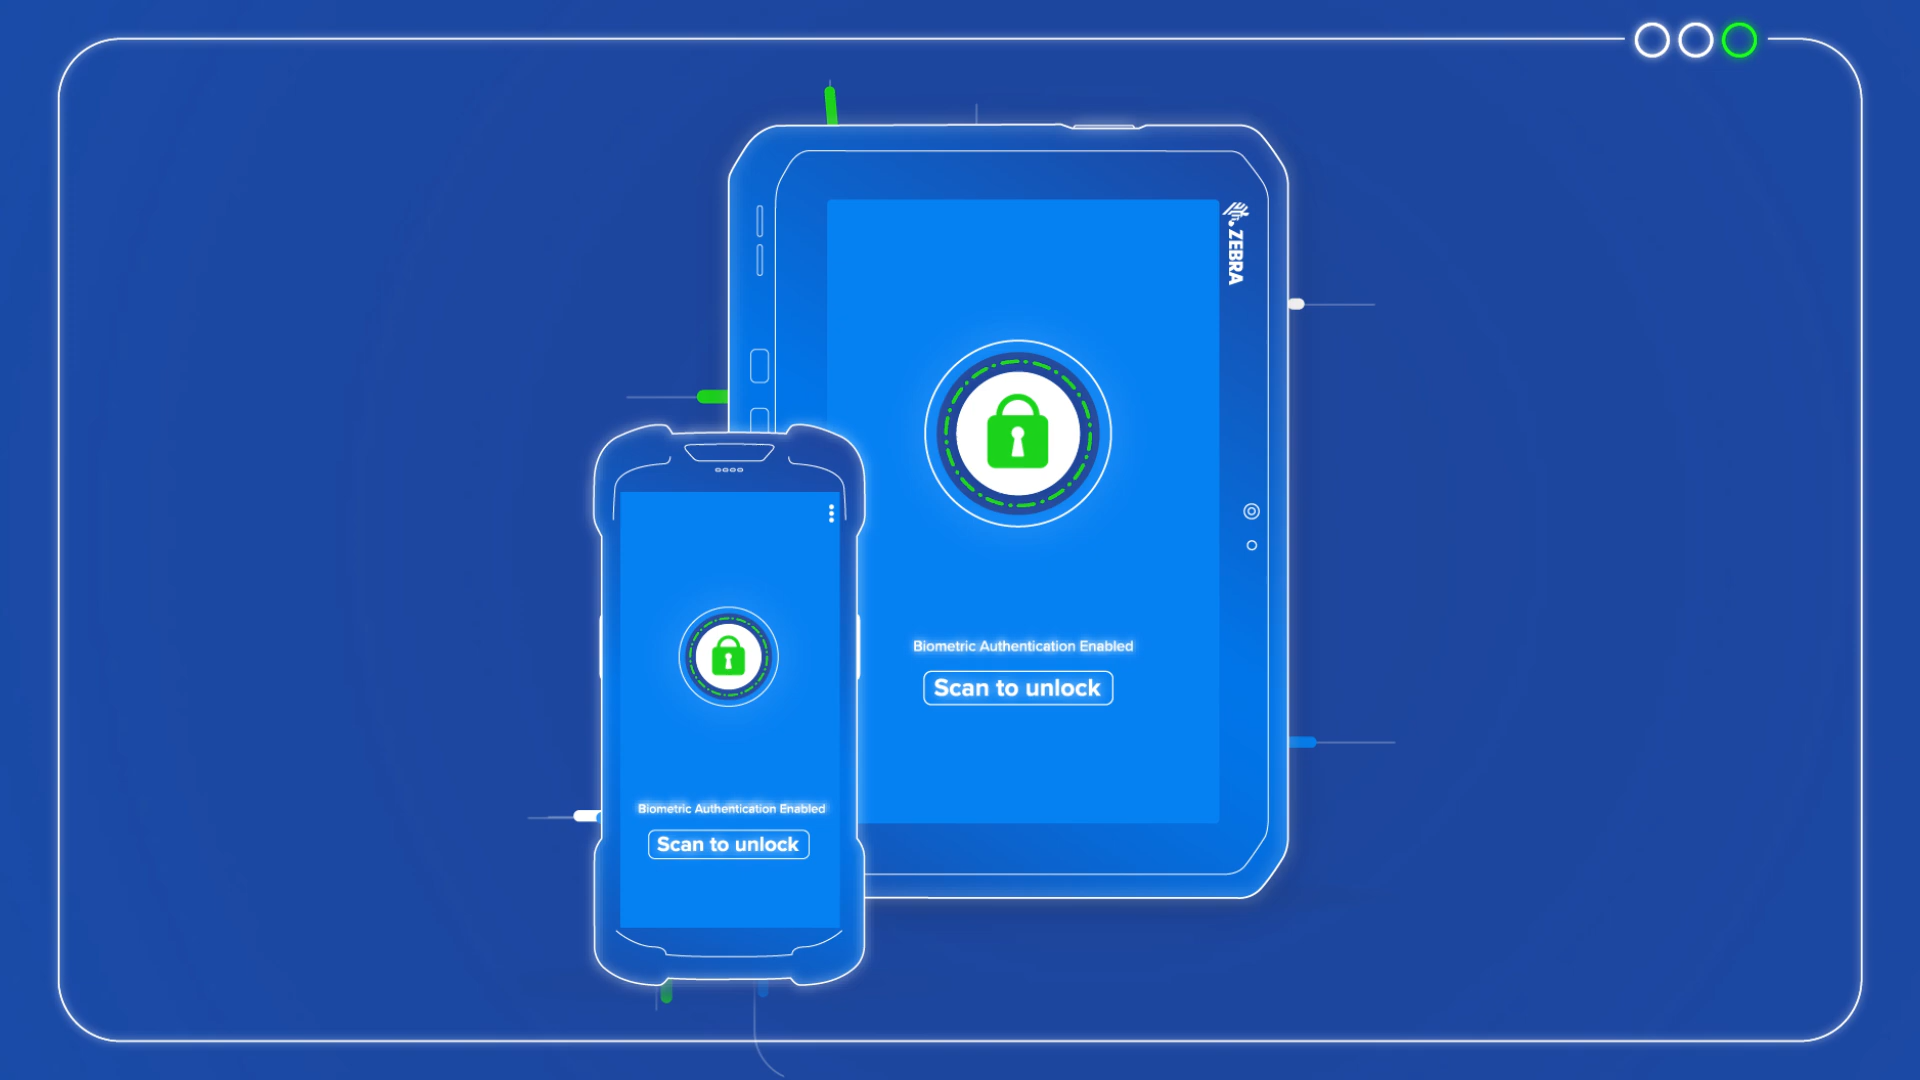 ZEBRA
Biometric Authentication Enabled
Scan to unlock
Biometric Authentication Enabled
Scan to unlock